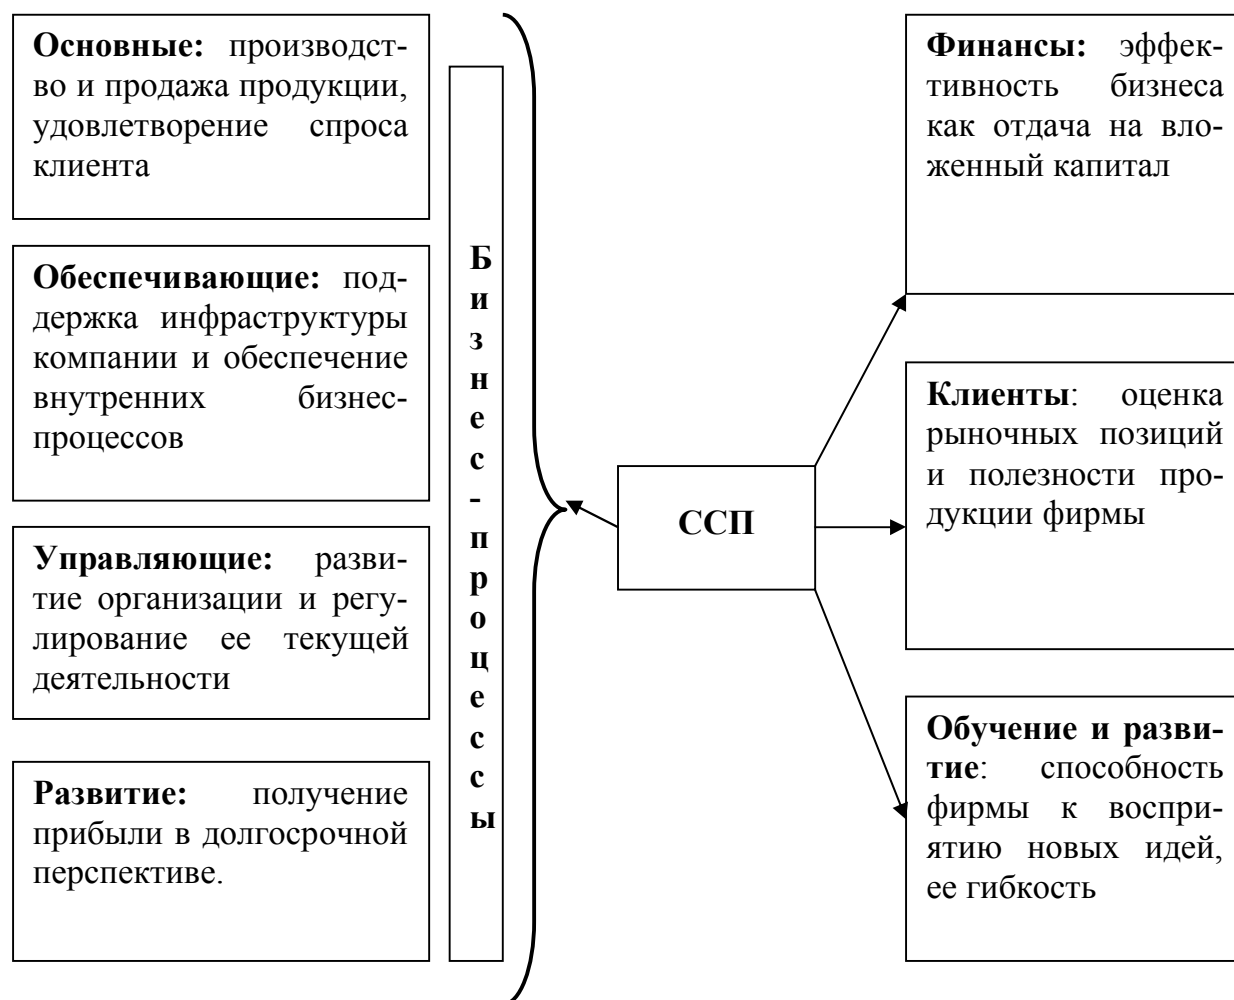 Основные: производст-
во и продажа продукции,
удовлетворение спроса
клиента
Обеспечивающие: под-
держка инфраструктуры
компании и обеспечение
внутренних бизнес-
процессов
Управляющие: разви-
тие организации и регу-
лирование ее текущей
деятельности
Развитие: получение
прибыли в долгосрочной
перспективе.
Б
и
з
н
е
с
-
п
р
о
ц
е
с
с
ы
ССП
Финансы: эффек-
тивность бизнеса
как отдача на вло-
женный капитал
Клиенты: оценка
рыночных позиций
и полезности про-
дукции фирмы
Обучение и разви-
тие: способность
фирмы к воспри-
ятию новых идей,
ее гибкость